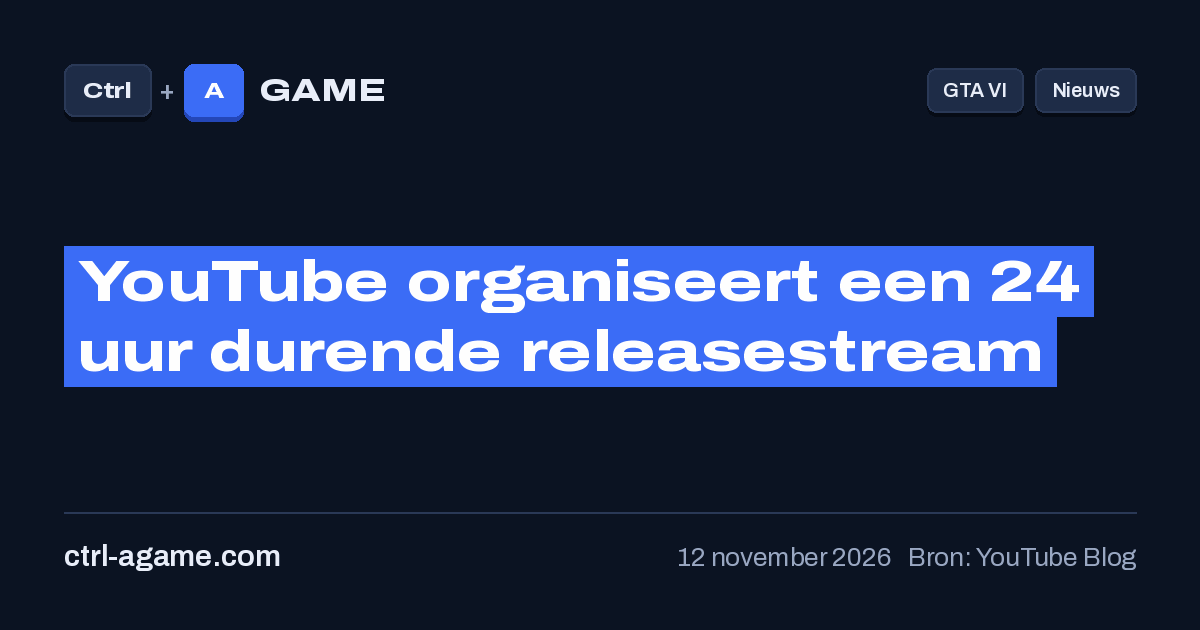 Ctrl + A GAME
GTA VI Nieuws
YouTube organiseert een 24
uur durende releasestream
ctrl-agame.com
12 november 2026 Bron: YouTube Blog